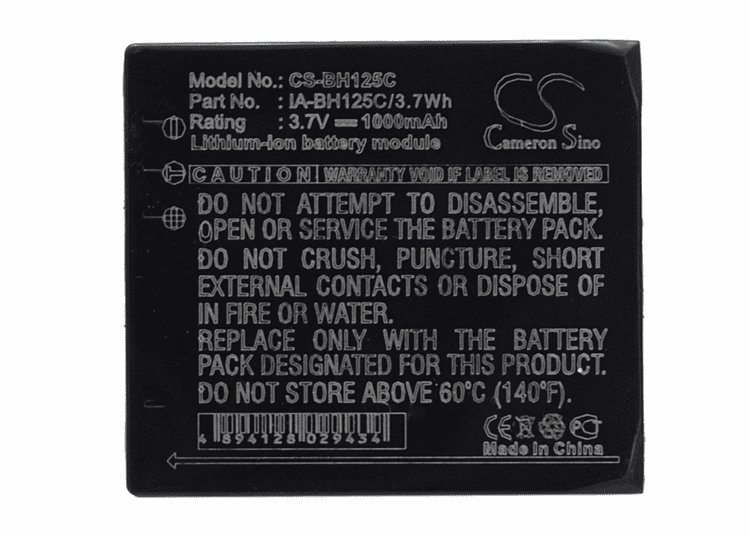 Model No.: CS-BH125C
Part No. : IA-BH125C/3.7Wh
Rating : 3.7V 1000mAh
Lithium-ion battery module
CS
Cameron Sino
CAUTION WARRANTY VOID IF LABEL IS REMOVED
DO NOT ATTEMPT TO DISASSEMBLE,
OPEN OR SERVICE THE BATTERY PACK.
DO NOT CRUSH, PUNCTURE, SHORT
EXTERNAL CONTACTS OR DISPOSE OF
IN FIRE OR WATER.
REPLACE ONLY WITH THE BATTERY
PACK DESIGNATED FOR THIS PRODUCT.
DO NOT STORE ABOVE 60°C (140°F).
4 894128 029434
CE PC
Made In China